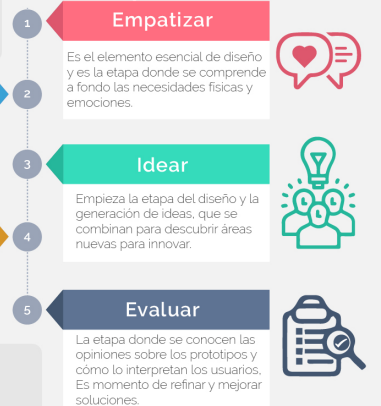 1
Empatizar
Es el elemento esencial de diseño
y es la etapa donde se comprende
a fondo las necesidades físicas y
emociones.
2
3
Idear
Empieza la etapa del diseño y la
generación de ideas, que se
combinan para descubrir áreas
nuevas para innovar.
4
5
Evaluar
La etapa donde se conocen las
opiniones sobre los prototipos y
cómo lo interpretan los usuarios,
Es momento de refinar y mejorar
soluciones.